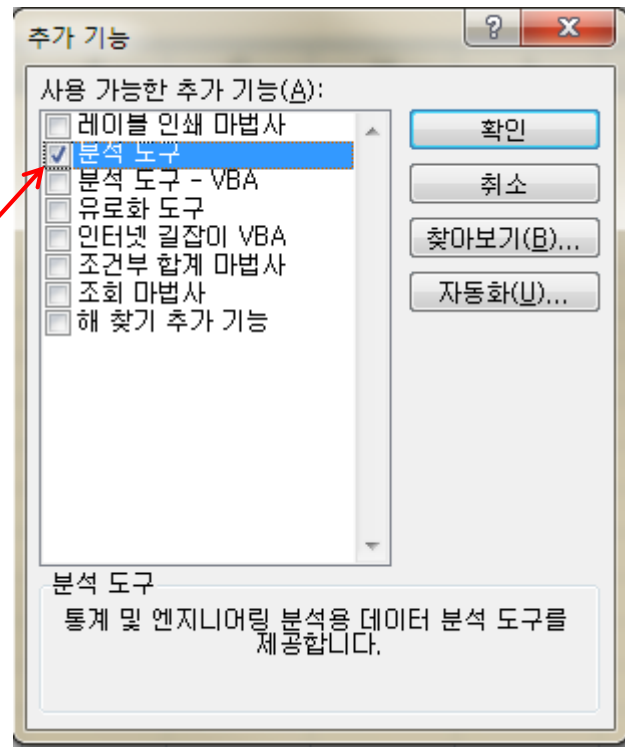 추가 기능
사용 가능한 추가 기능(A):
레이블 인쇄 마법사
분석 도구
분석 도구 - VBA
유로화 도구
인터넷 길잡이 VBA
조건부 합계 마법사
조회 마법사
해 찾기 추가 기능
확인
취소
찾아보기(B)...
자동화(U)...
분석 도구
통계 및 엔지니어링 분석용 데이터 분석 도구를
제공합니다.